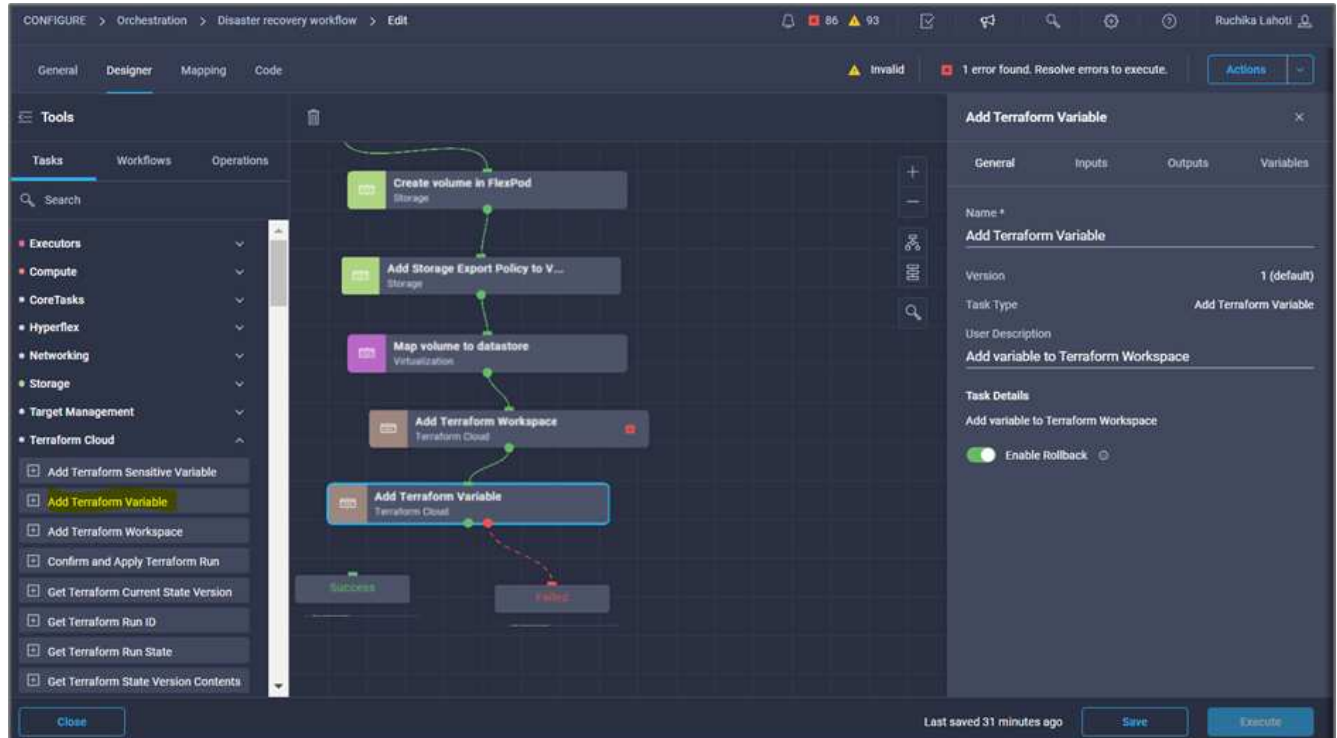 CONFIGURE > Orchestration > Disaster recovery workflow > Edit
86
93
Ruchika Lahoti
General
Designer
Mapping
Code
Invalid
1 error found. Resolve errors to execute.
Actions
Tools
Tasks
Workflows
Operations
Search
Executors
Compute
CoreTasks
Hyperflex
Networking
Storage
Target Management
Terraform Cloud
Add Terraform Sensitive Variable
Add Terraform Variable
Add Terraform Workspace
Confirm and Apply Terraform Run
Get Terraform Current State Version
Get Terraform Run ID
Get Terraform Run State
Get Terraform State Version Contents
Create volume in FlexPod
Storage
Add Storage Export Policy to V...
Storage
Map volume to datastore
Virtualization
Add Terraform Workspace
Terraform Cloud
Add Terraform Variable
Terraform Cloud
Success
Failed
Add Terraform Variable
General
Inputs
Outputs
Variables
Name *
Add Terraform Variable
Version
1 (default)
Task Type
Add Terraform Variable
User Description
Add variable to Terraform Workspace
Task Details
Add variable to Terraform Workspace
Enable Rollback
Close
Last saved 31 minutes ago
Save
Execute